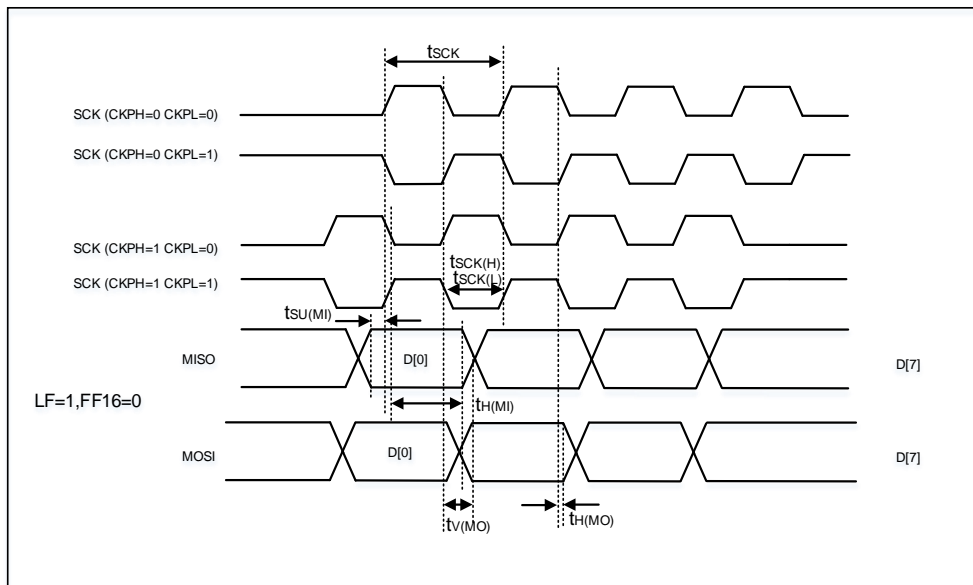 tSCK
SCK (CKPH=0 CKPL=0)
SCK (CKPH=0 CKPL=1)
SCK (CKPH=1 CKPL=0)
tSCK(H)
SCK (CKPH=1 CKPL=1)
tSCK(L)
tSU(MI)
MISO
D[0]
D[7]
LF=1,FF16=0
tH(MI)
MOSI
D[0]
D[7]
tV(MO)
tH(MO)